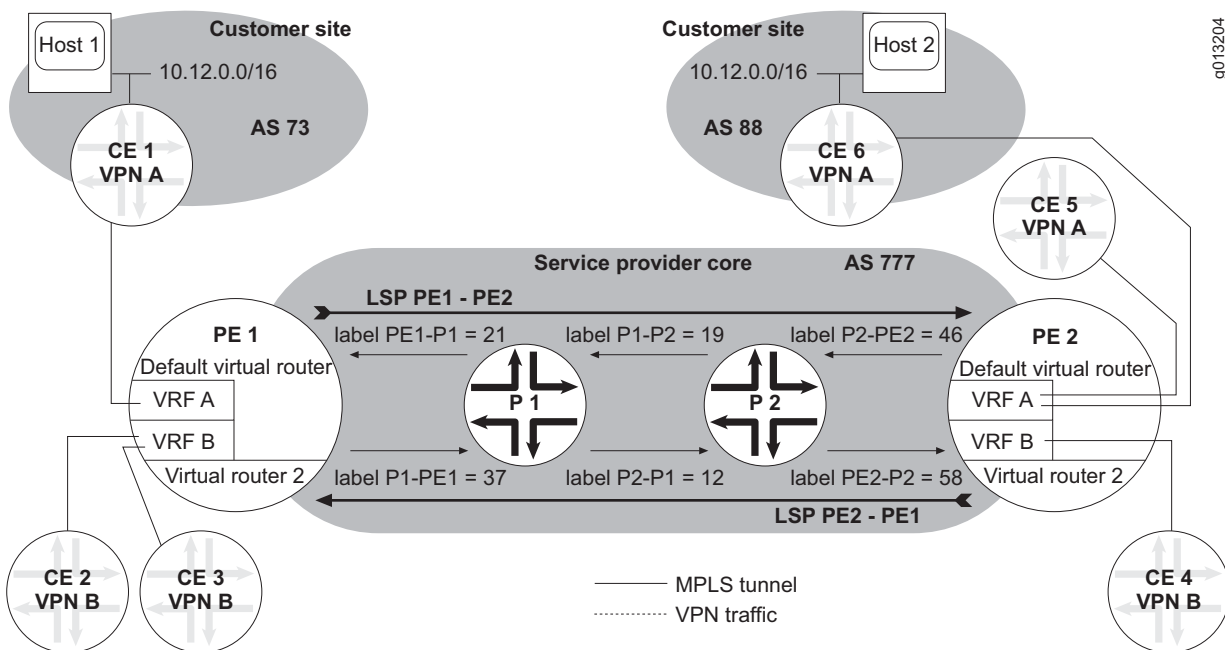 g013204
Host 1
Customer site
10.12.0.0/16
AS 73
CE 1
VPN A
Customer site
Host 2
10.12.0.0/16
AS 88
CE 6
VPN A
CE 5
VPN A
Service provider core
AS 777
LSP PE1 - PE2
PE 1
label PE1-P1 = 21
label P1-P2 = 19
label P2-PE2 = 46
PE 2
Default virtual router
Default virtual router
VRF A
P 1
P 2
VRF A
VRF B
VRF B
Virtual router 2
label P1-PE1 = 37
label P2-P1 = 12
label PE2-P2 = 58
Virtual router 2
LSP PE2 - PE1
CE 2
VPN B
CE 3
VPN B
CE 4
VPN B
MPLS tunnel
VPN traffic